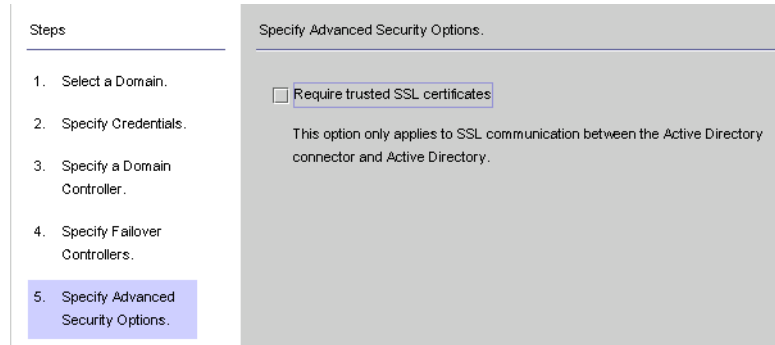 Steps
1. Select a Domain.
2. Specify Credentials.
3. Specify a Domain
Controller.
4. Specify Failover
Controllers.
5. Specify Advanced
Security Options.
Specify Advanced Security Options.
Require trusted SSL certificates
This option only applies to SSL communication between the Active Directory
connector and Active Directory.